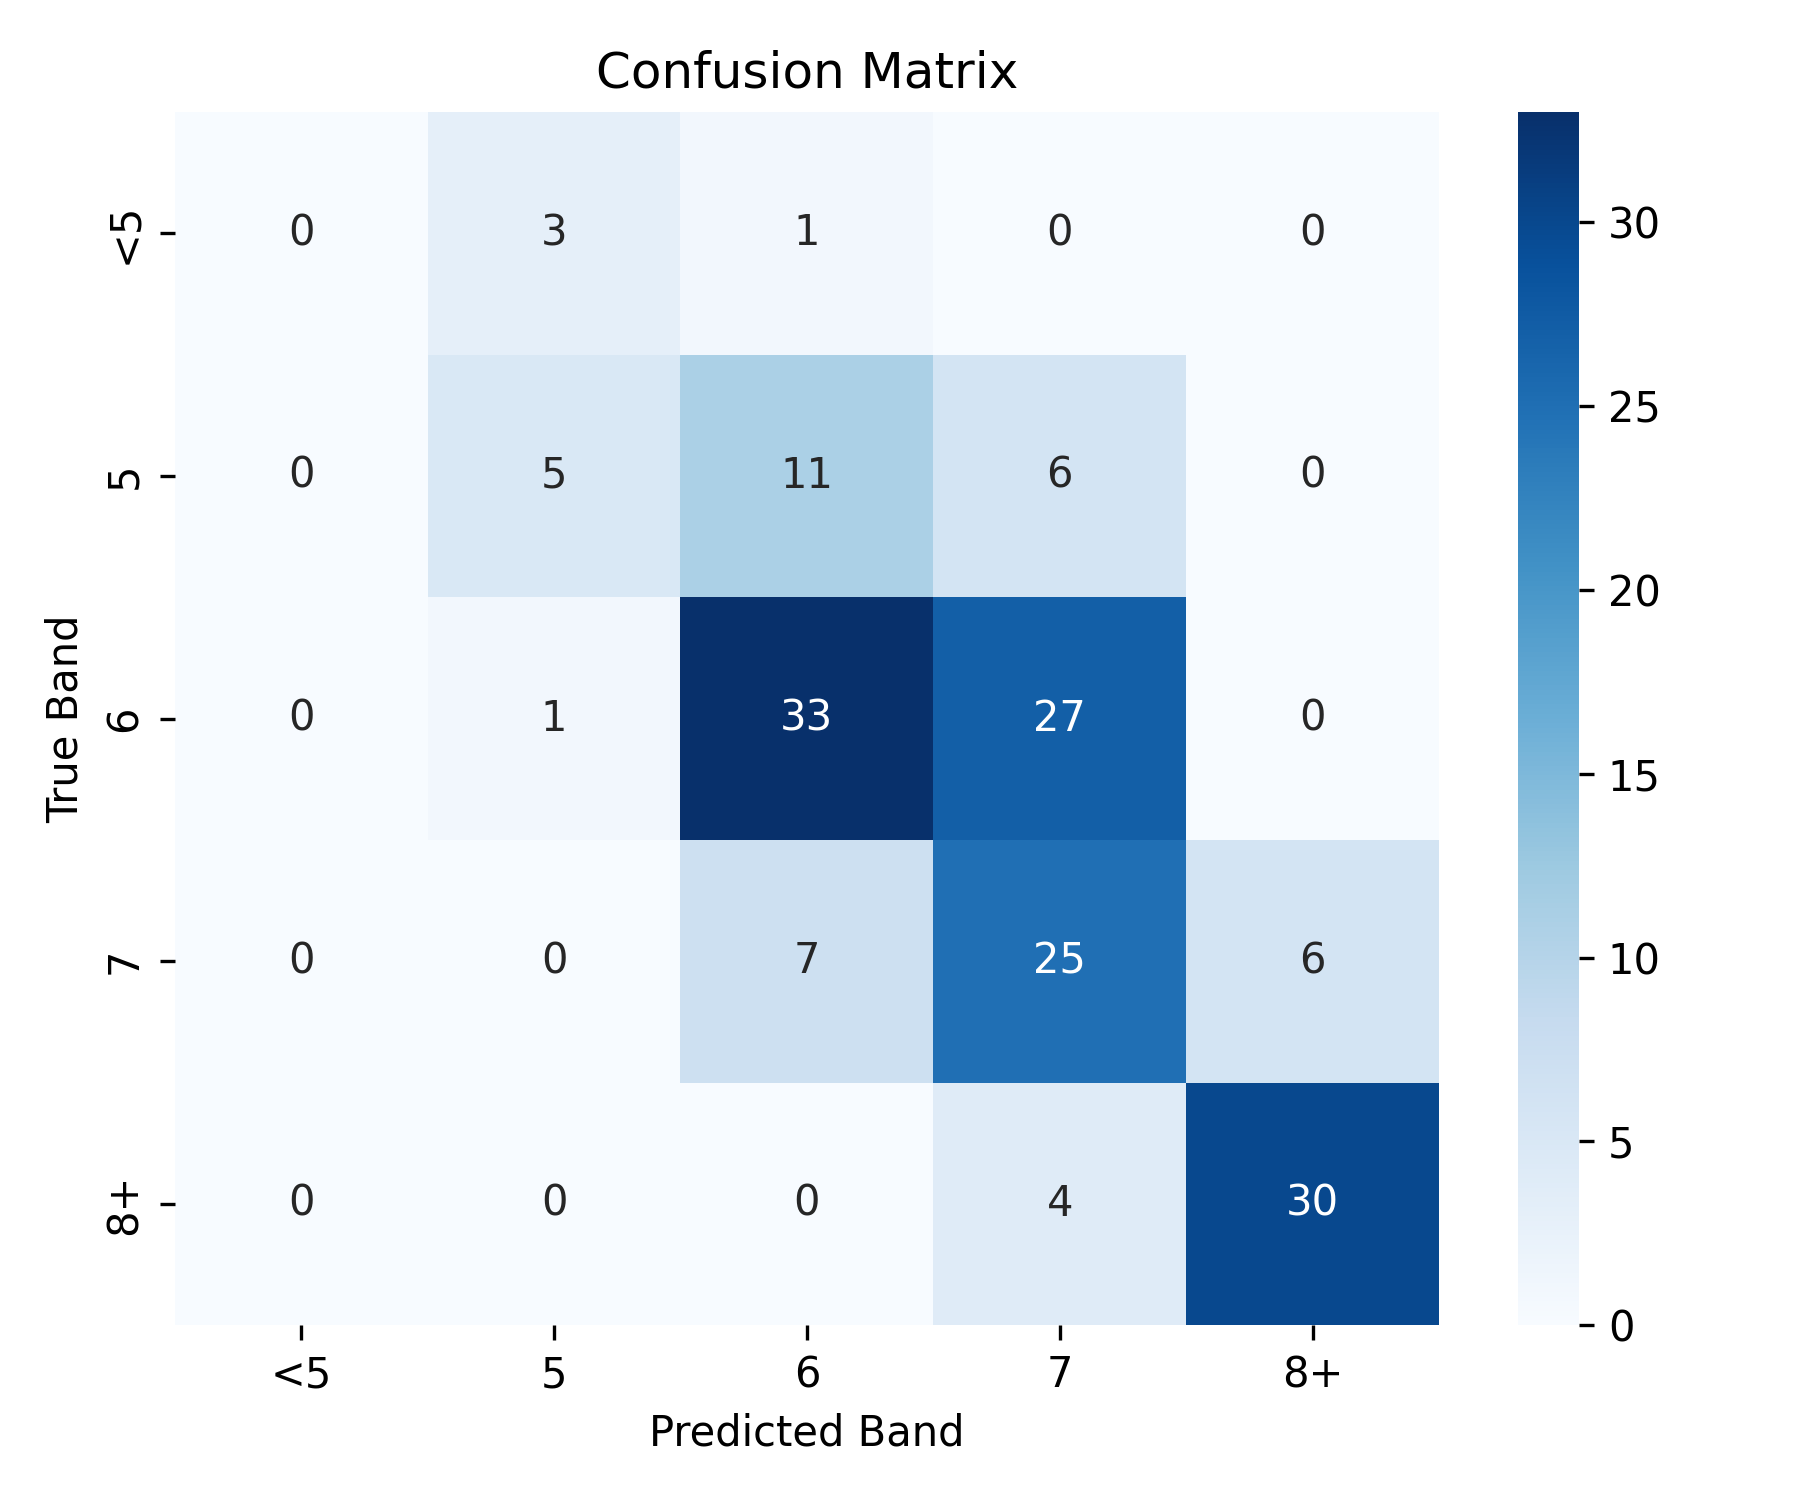 Confusion Matrix
True Band
<5 0 3 1 0 0
5 0 5 11 6 0
6 0 1 33 27 0
7 0 0 7 25 6
8+ 0 0 0 4 30
<5 5 6 7 8+
Predicted Band
30
25
20
15
10
5
0